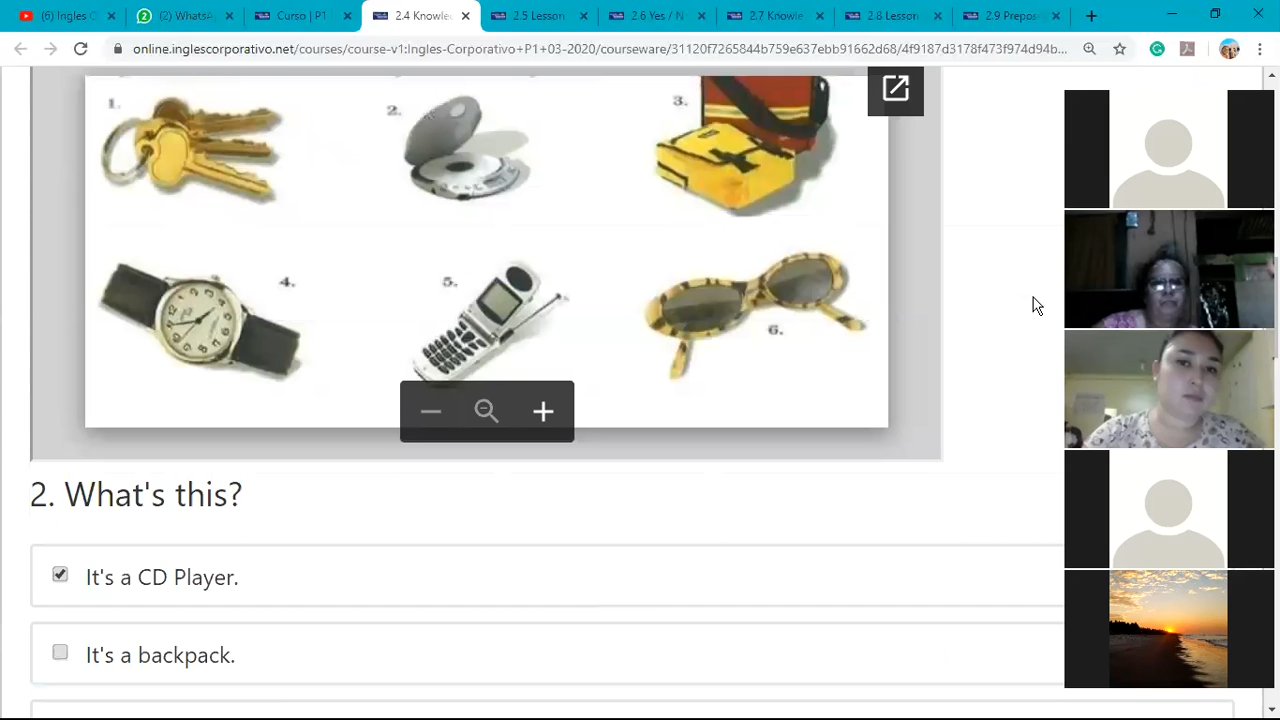 (6) Ingles C
(2) WhatsA
Curso | P1
2.4 Knowle
2.5 Lesson
2.6 Yes / N
2.7 Knowle
2.8 Lesson
2.9 Prepos
online.inglescorporativo.net/courses/course-v1:Ingles-Corporativo+P1+03-2020/courseware/31120f7c65844b759e637ebb91662d68/4f9187d3178f473f974d94b...
1.
2.
3.
4.
5.
6.
2. What's this?
It's a CD Player.
It's a backpack.